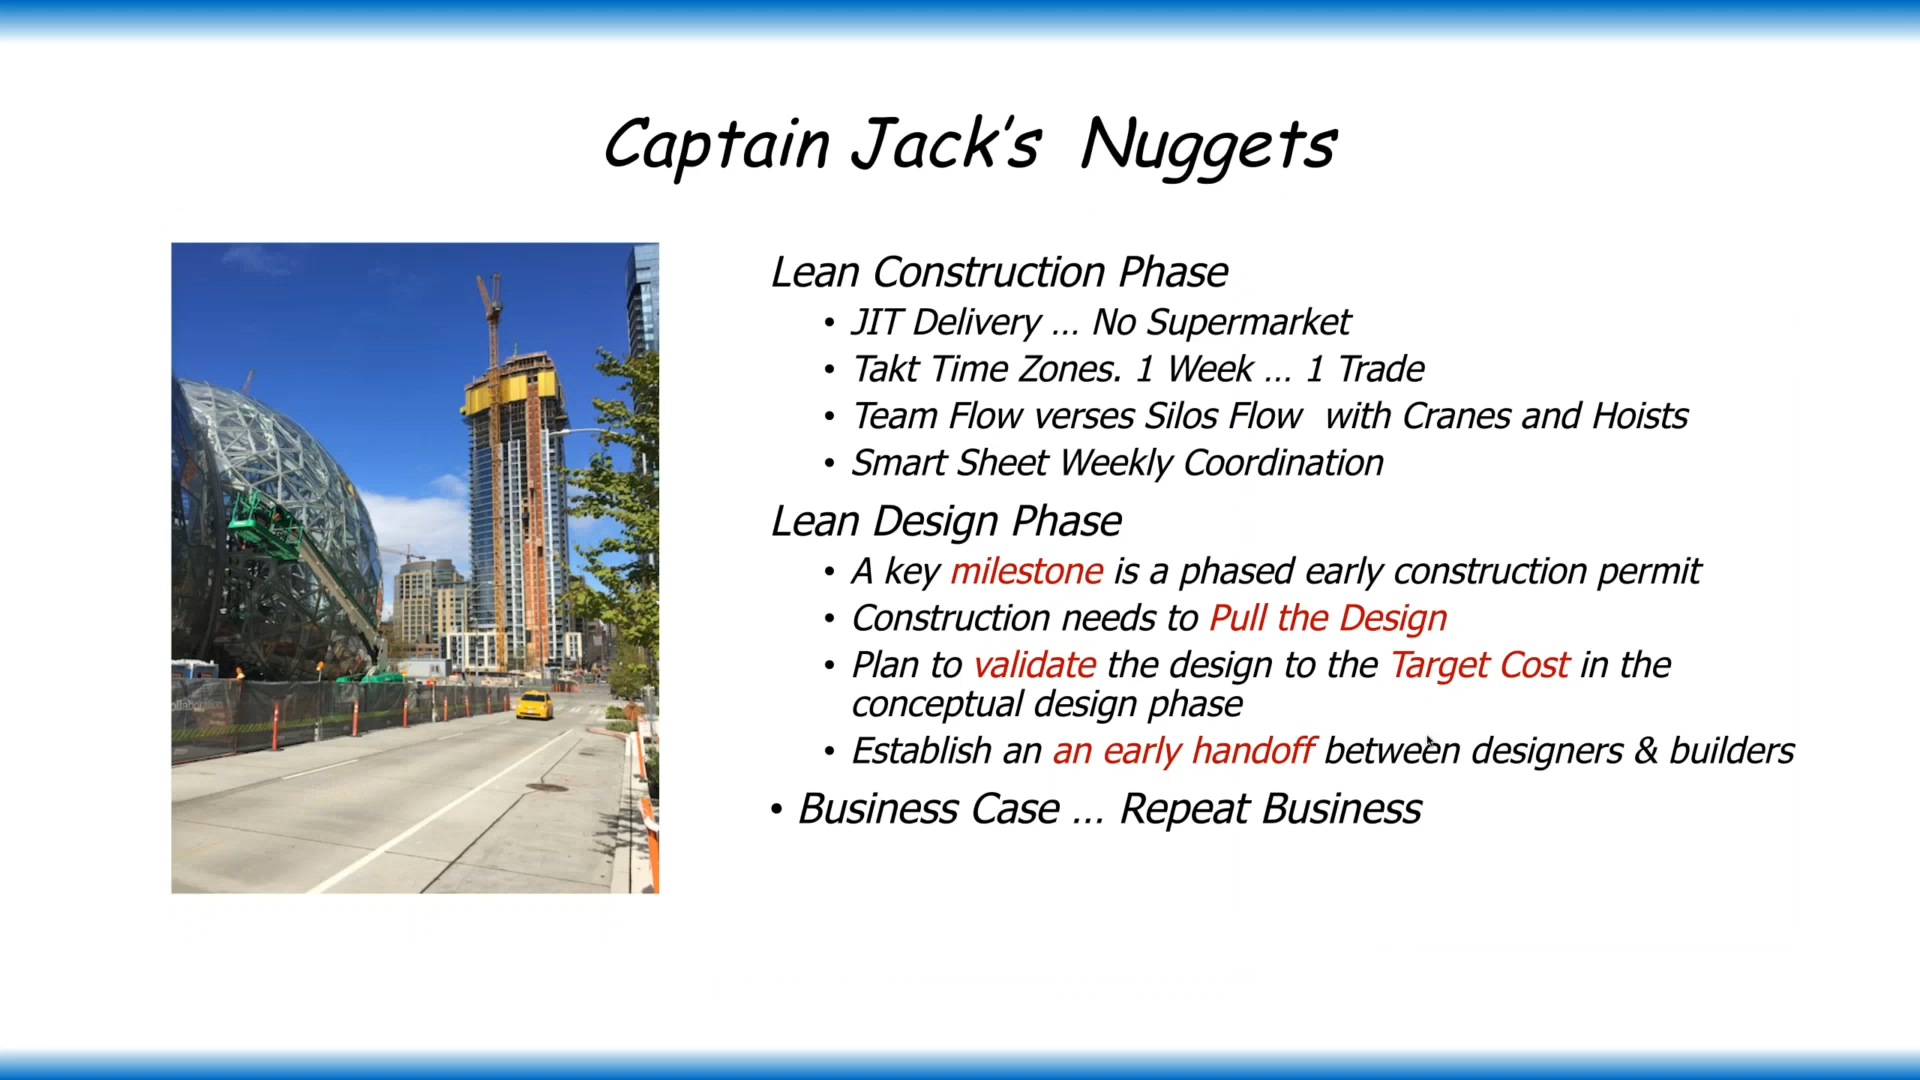 Captain Jack's Nuggets
Lean Construction Phase
• JIT Delivery … No Supermarket
• Takt Time Zones. 1 Week … 1 Trade
• Team Flow verses Silos Flow with Cranes and Hoists
• Smart Sheet Weekly Coordination
Lean Design Phase
• A key milestone is a phased early construction permit
• Construction needs to Pull the Design
• Plan to validate the design to the Target Cost in the
conceptual design phase
• Establish an an early handoff between designers & builders
• Business Case … Repeat Business